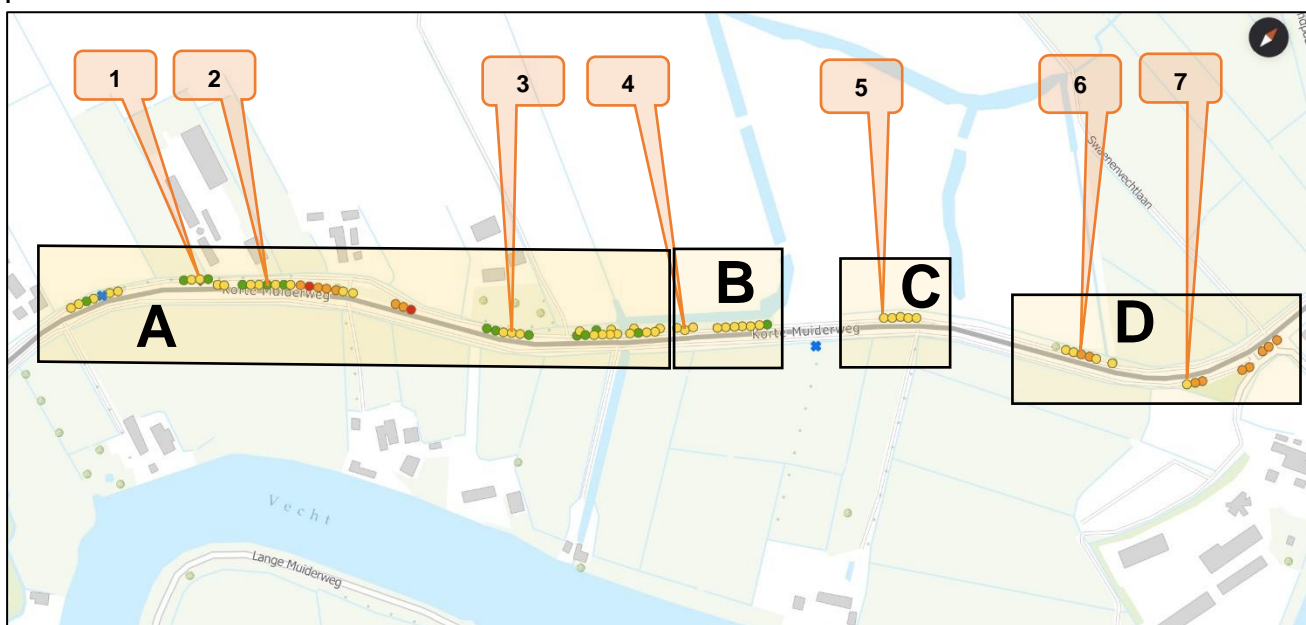 1
2
3
4
5
6
7
Swaenenvechtlaan
B
C
Korte Muiderweg
A
D
Korte Muiderweg
Vecht
Lange Muiderweg